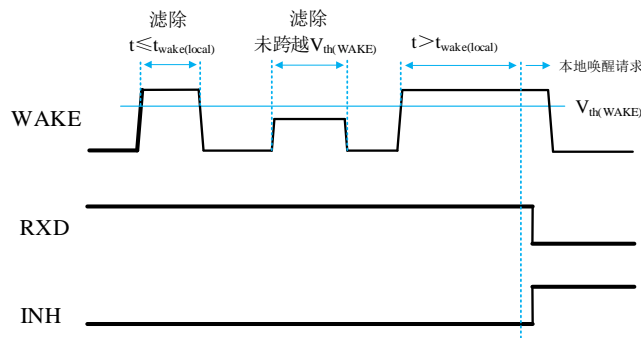 滤除
t≤twake(local)
滤除
未跨越Vth(WAKE)
t>twake(local)
本地唤醒请求
WAKE
Vth(WAKE)
RXD
INH